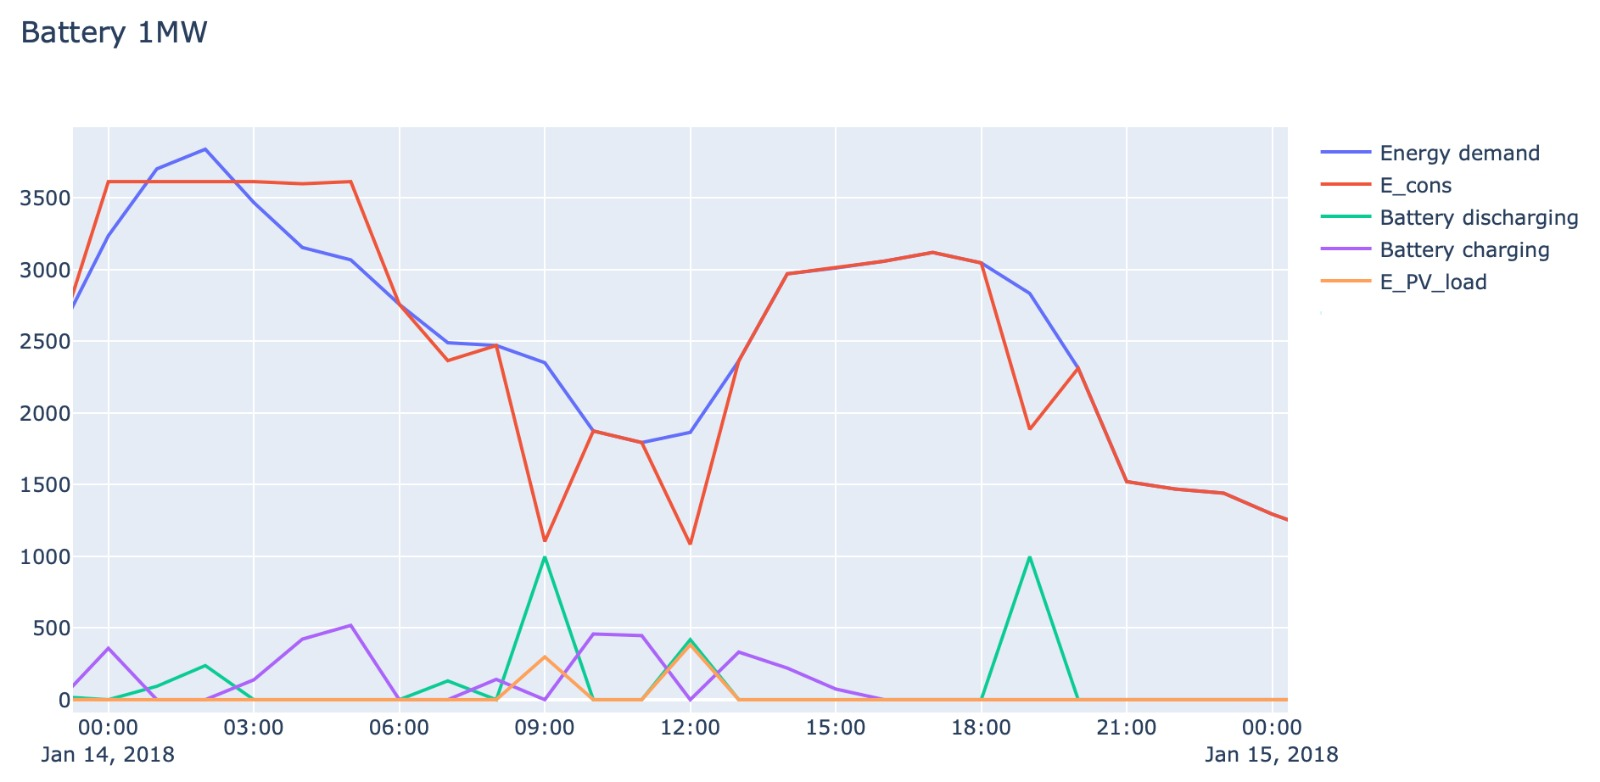 Battery 1MW
Energy demand
E_cons
Battery discharging
Battery charging
E_PV_load
3500
3000
2500
2000
1500
1000
500
0
00:00 03:00 06:00 09:00 12:00 15:00 18:00 21:00 00:00
Jan 14, 2018 Jan 15, 2018